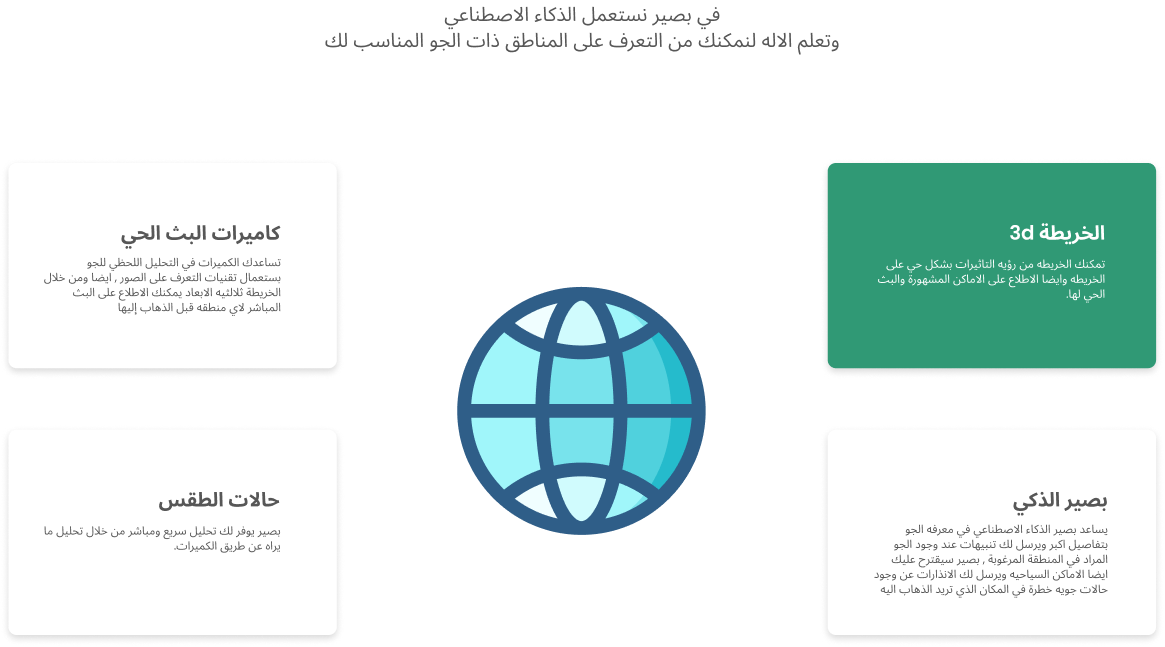 في بصير نستعمل الذكاء الاصطناعي
وتعلم الاله لنمكنك من التعرف على المناطق ذات الجو المناسب لك
الخريطة 3d
تمكنك الخريطه من رؤيه التاثيرات بشكل حي على
الخريطه وايضا الاطلاع على الاماكن المشهورة والبث
الحي لها.
كاميرات البث الحي
تساعدك الكميرات في التحليل اللحظي للجو
بستعمال تقنيات التعرف على الصور , ايضا ومن خلال
الخريطة ثلالثيه الابعاد يمكنك الاطلاع على البث
المباشر لاي منطقه قبل الذهاب إليها
بصير الذكي
يساعد بصير الذكاء الاصطناعي في معرفه الجو
بتفاصيل اكبر ويرسل لك تنبيهات عند وجود الجو
المراد في المنطقة المرغوبة , بصير سيقترح عليك
ايضا الاماكن السياحيه ويرسل لك الانذارات عن وجود
حالات جويه خطرة في المكان الذي تريد الذهاب اليه
حالات الطقس
بصير يوفر لك تحليل سريع ومباشر من خلال تحليل ما
يراه عن طريق الكميرات.